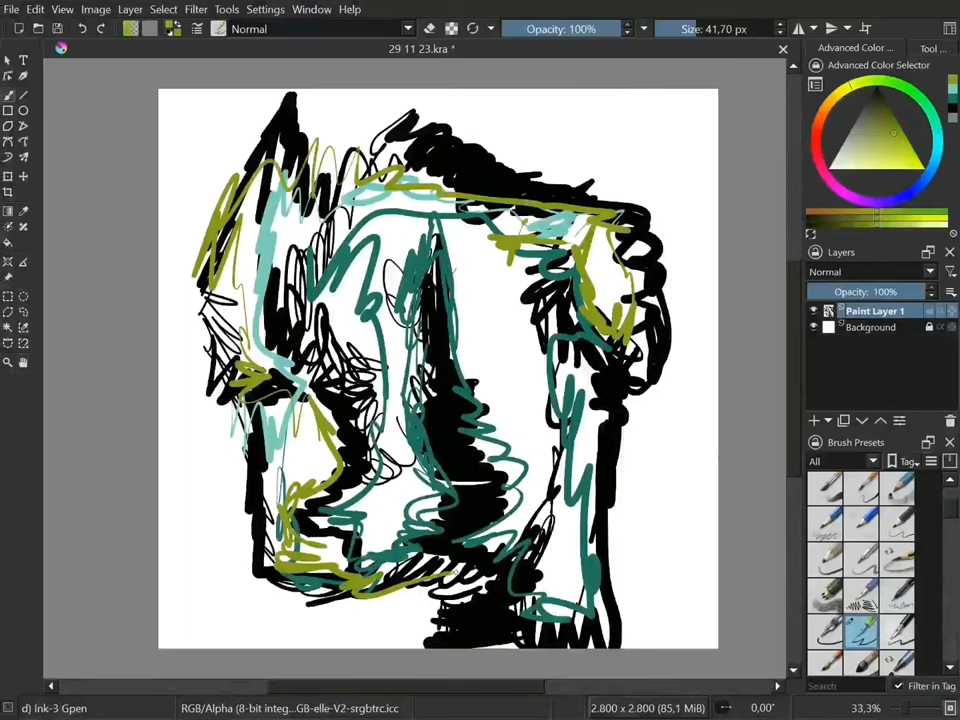 File Edit View Image Layer Select Filter Tools Settings Window Help
Normal Opacity: 100% Size: 41,70 px
29 11 23.kra *
Advanced Color ... Tool ...
Advanced Color Selector
Layers
Normal
Opacity: 100%
Paint Layer 1
Background
Brush Presets
All Tag
Search Filter in Tag
d) Ink-3 Gpen RGB/Alpha (8-bit integ...GB-elle-V2-srgbtrc.icc 2.800 x 2.800 (85,1 MiB) 0,00° 33,3%